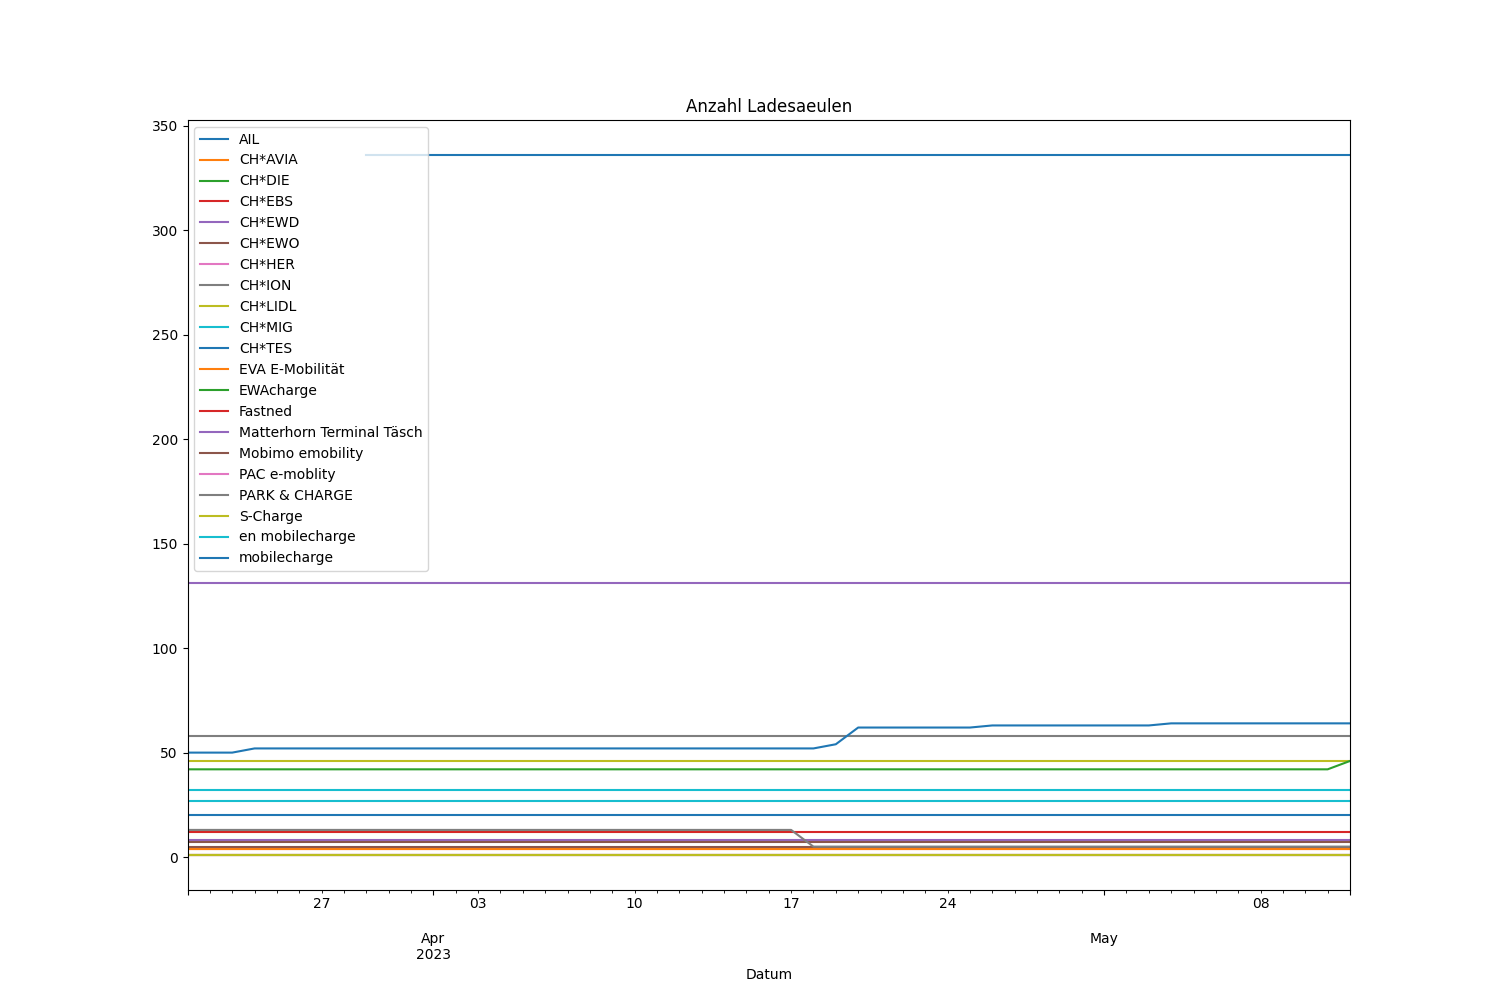 Anzahl Ladesaeulen
350
300
250
200
150
100
50
0
AIL
CH*AVIA
CH*DIE
CH*EBS
CH*EWD
CH*EWO
CH*HER
CH*ION
CH*LIDL
CH*MIG
CH*TES
EVA E-Mobilität
EWAcharge
Fastned
Matterhorn Terminal Täsch
Mobimo emobility
PAC e-moblity
PARK & CHARGE
S-Charge
en mobilecharge
mobilecharge
27 03 10 17 24 08
Apr May
2023
Datum